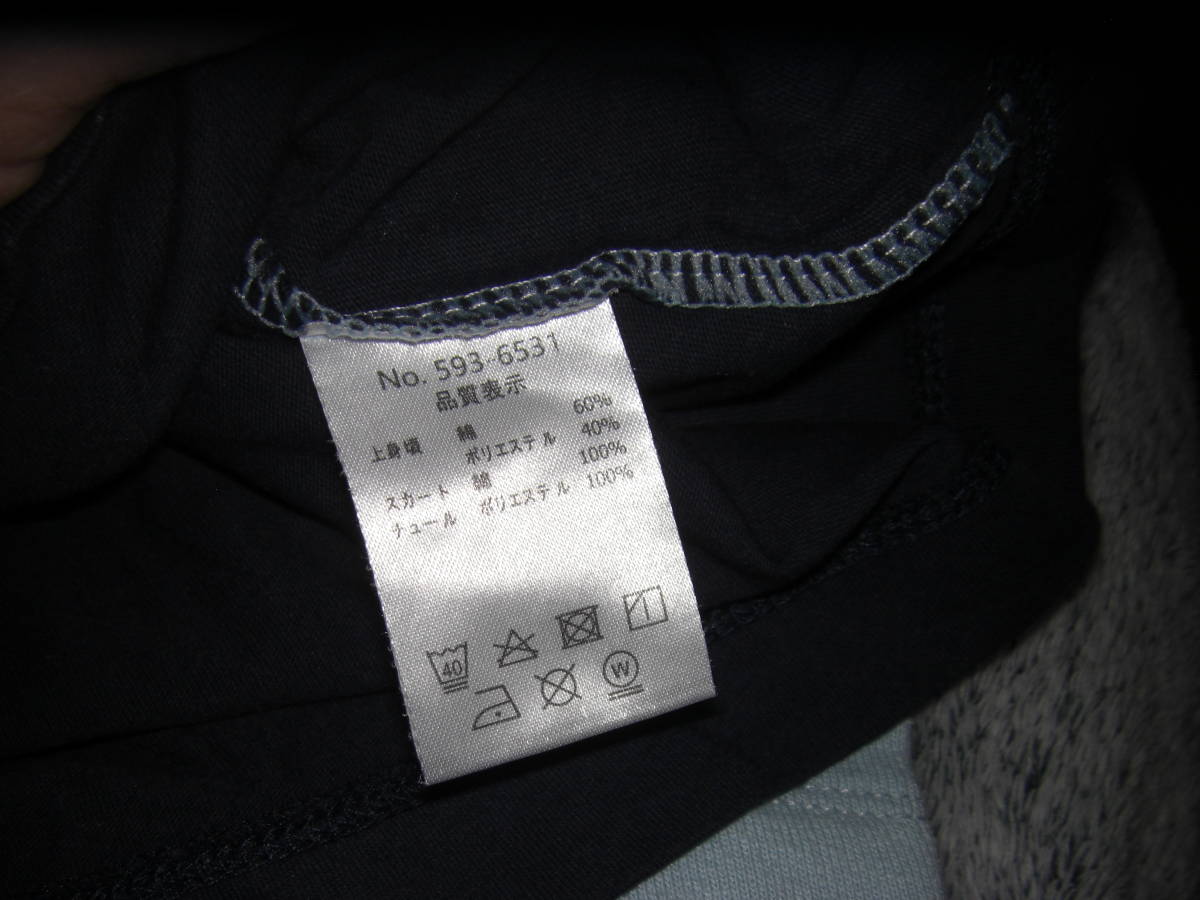 No. 593-6531
品質表示
上身頃 綿 60%
ポリエステル 40%
スカート 綿 100%
チュール ポリエステル 100%
40
W